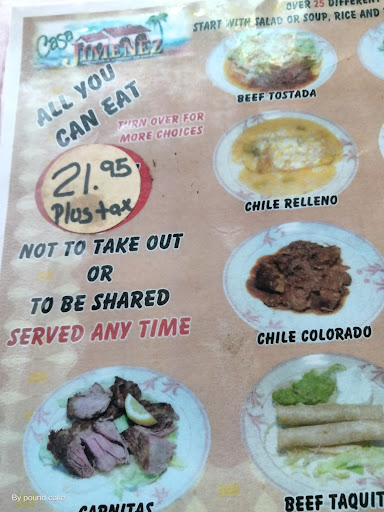 Casa
JIMENEZ
OVER 25 DIFFERENT
START WITH SALAD OR SOUP, RICE AND
ALL YOU
CAN EAT
TURN OVER FOR
MORE CHOICES
21.95
Plus tax
NOT TO TAKE OUT
OR
TO BE SHARED
SERVED ANY TIME
BEEF TOSTADA
CHILE RELLENO
CHILE COLORADO
CARNITAS
BEEF TAQUIT
By pound cake